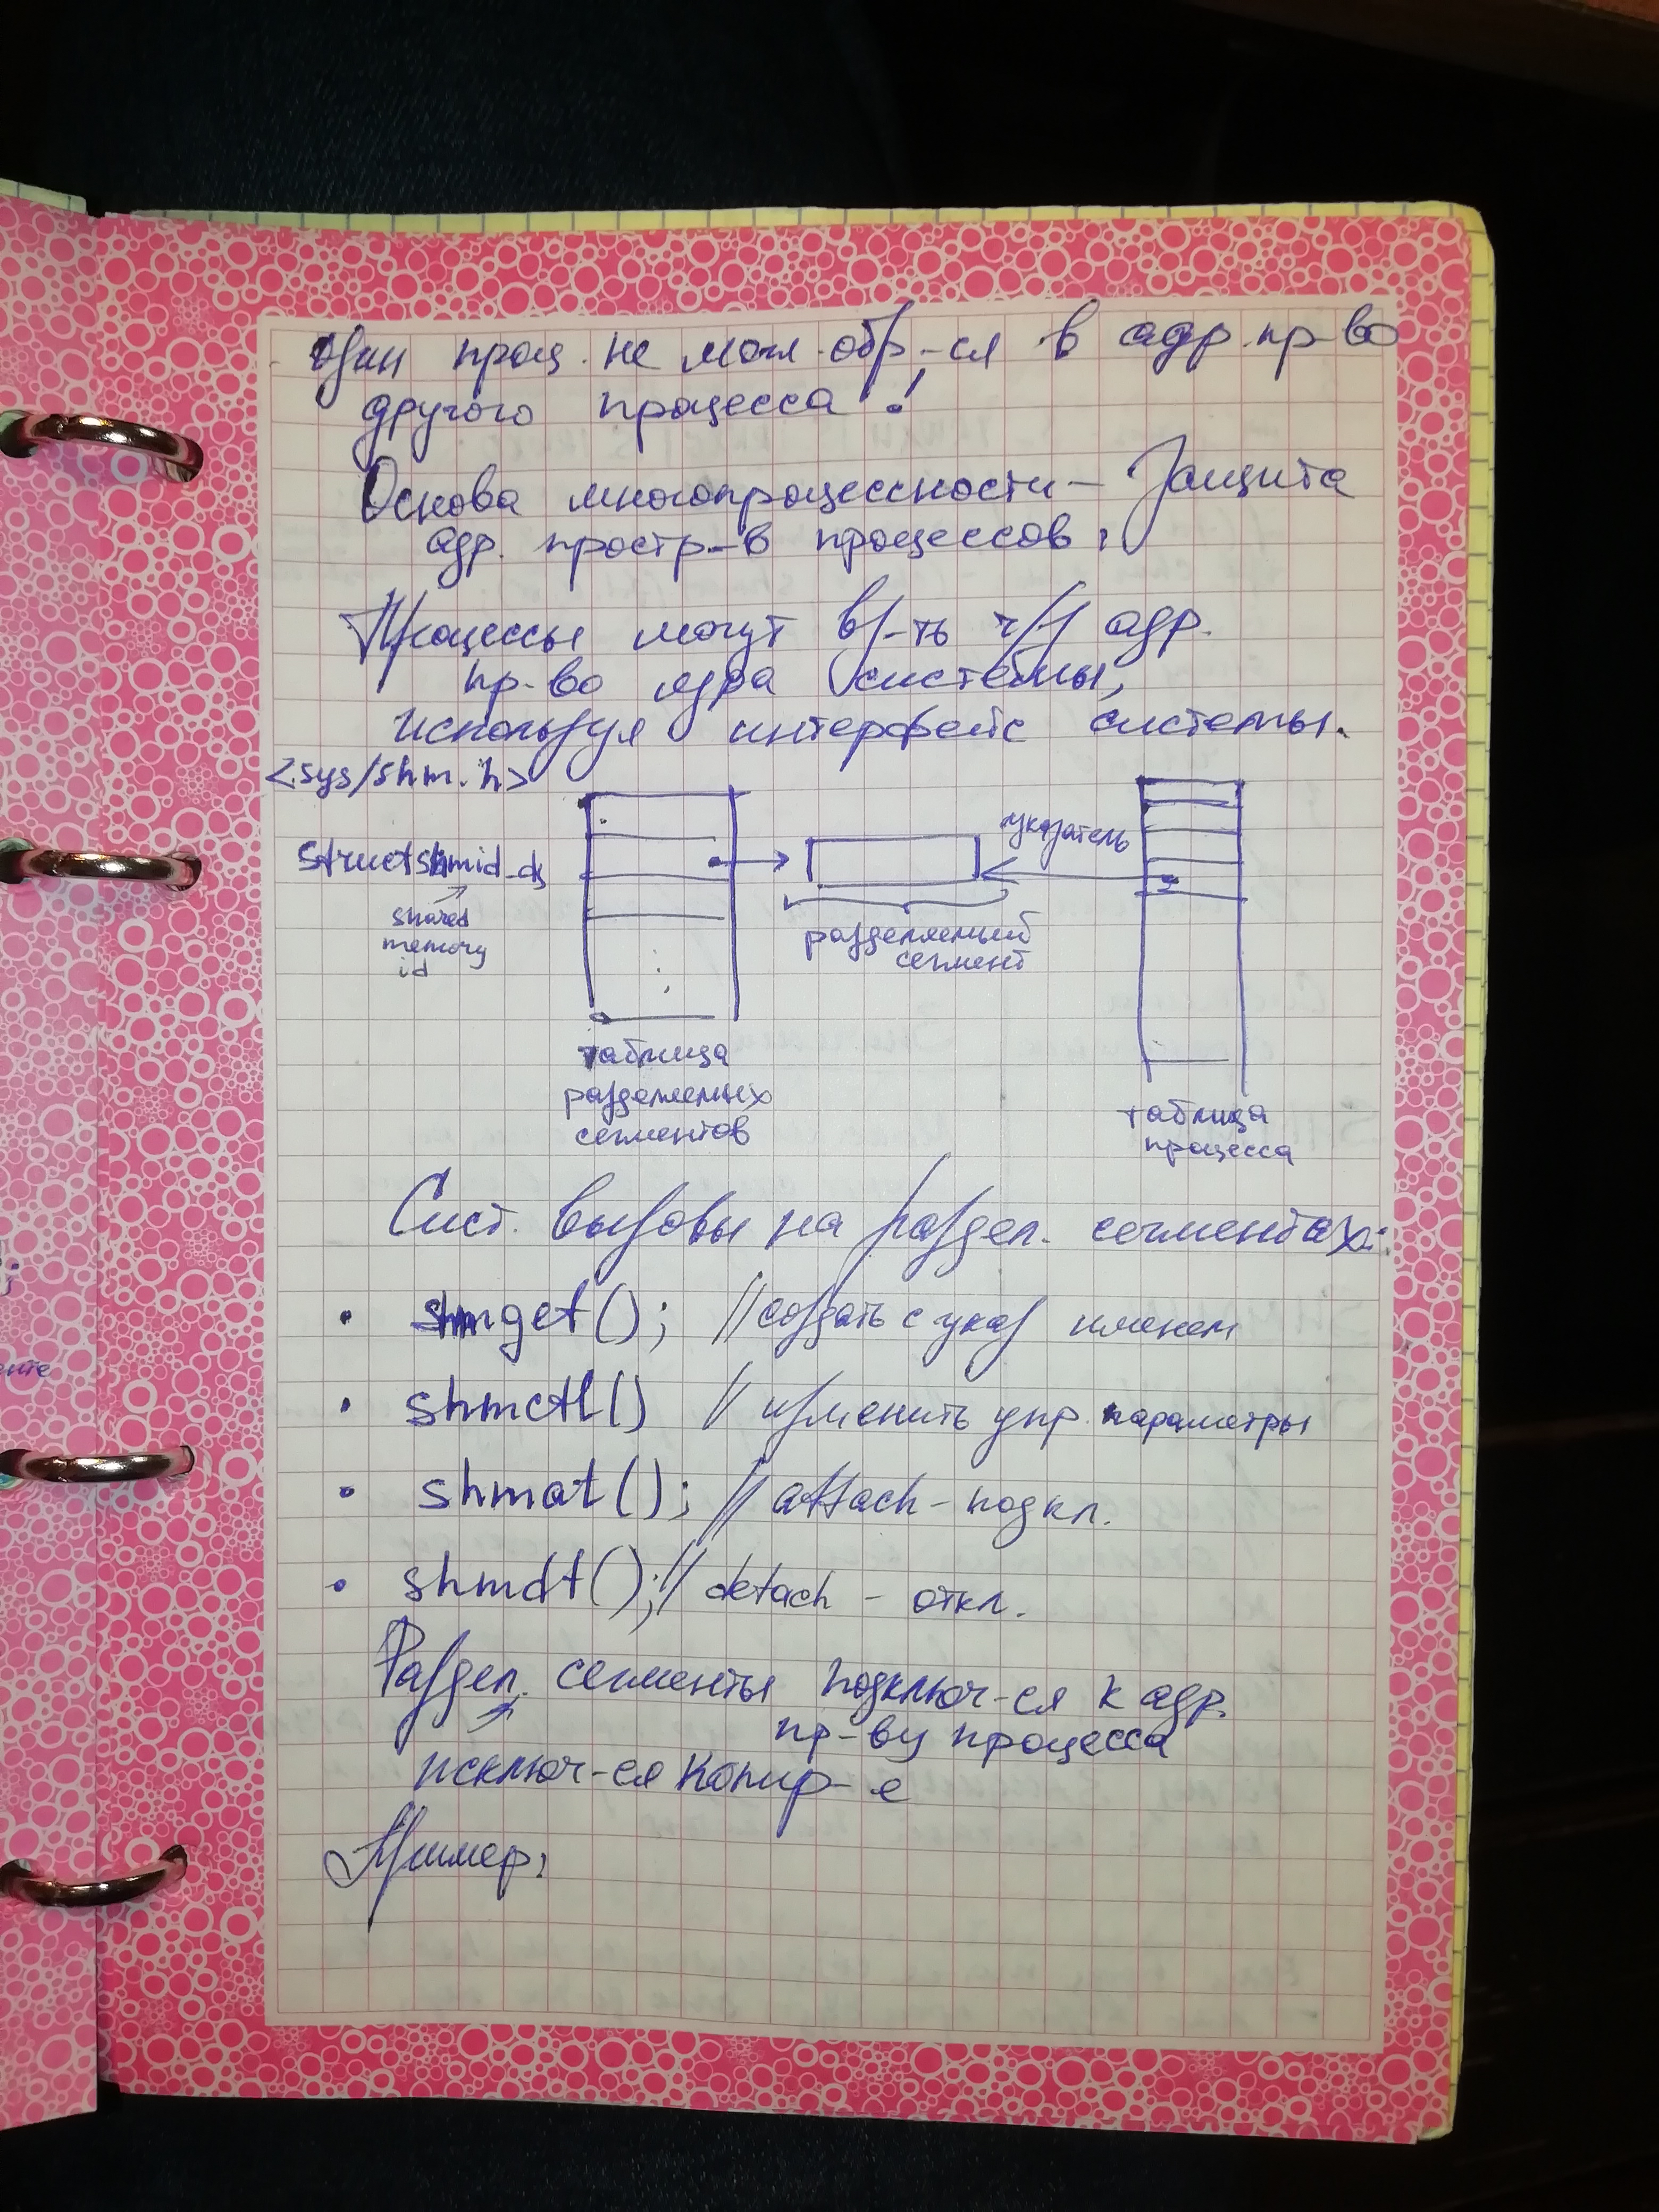 Один проц. не мож. обр-ся в адр. пр-во
другого процесса!
Основа многопроцессности – Защита
адр. простр-в процессов.
Процессы могут вз-ть ч/з адр.
пр-во ядра системы,
используя интерфейс системы.
<sys/shm.h>
struct shmid_ds
shared
memory
id
указатель
разделяемый
сегмент
таблица
разделяемых
сегментов
таблица
процесса
Сист. вызовы на раздел. сегментах:
• shmget(); //создать с указ именем
• shmctl() // изменить упр. параметры
• shmat(); // attach – подкл.
• shmdt(); // detach – откл.
Раздел. сегменты подключ-ся к адр.
пр-ву процесса
исключ-ся копир-е
Пример: